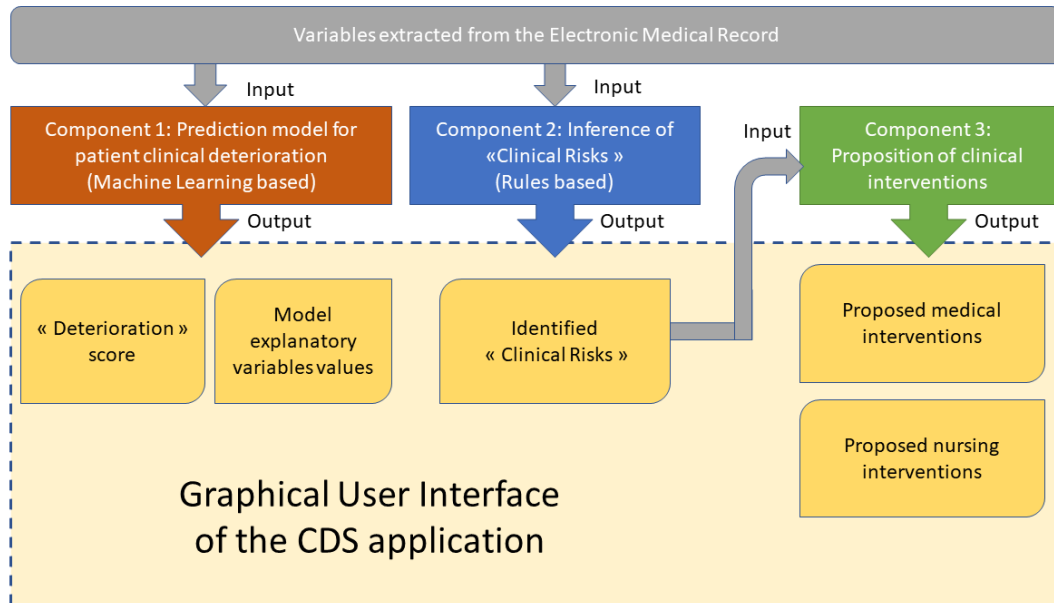 Variables extracted from the Electronic Medical Record
Input
Input
Component 1: Prediction model for
patient clinical deterioration
(Machine Learning based)
Component 2: Inference of
«Clinical Risks »
(Rules based)
Input
Component 3:
Proposition of clinical
interventions
Output
Output
Output
« Deterioration »
score
Model
explanatory
variables values
Identified
« Clinical Risks »
Proposed medical
interventions
Proposed nursing
interventions
Graphical User Interface
of the CDS application